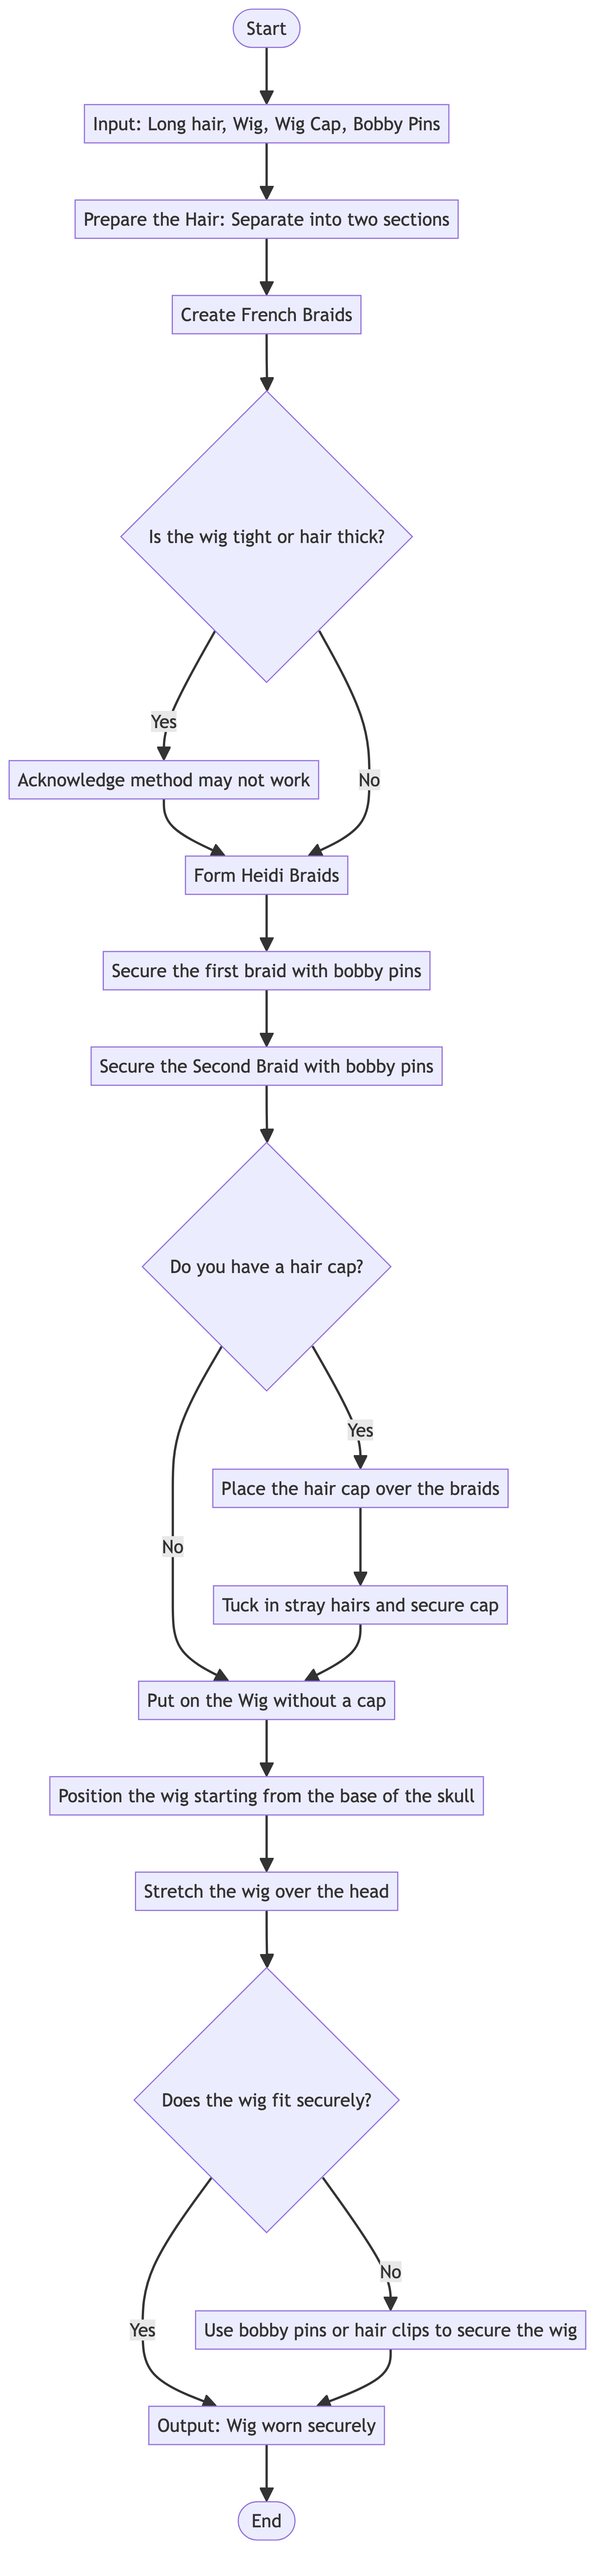 Start
Input: Long hair, Wig, Wig Cap, Bobby Pins
Prepare the Hair: Separate into two sections
Create French Braids
Is the wig tight or hair thick?
Yes
Acknowledge method may not work
No
Form Heidi Braids
Secure the first braid with bobby pins
Secure the Second Braid with bobby pins
Do you have a hair cap?
Yes
Place the hair cap over the braids
No
Tuck in stray hairs and secure cap
Put on the Wig without a cap
Position the wig starting from the base of the skull
Stretch the wig over the head
Does the wig fit securely?
No
Yes
Use bobby pins or hair clips to secure the wig
Output: Wig worn securely
End